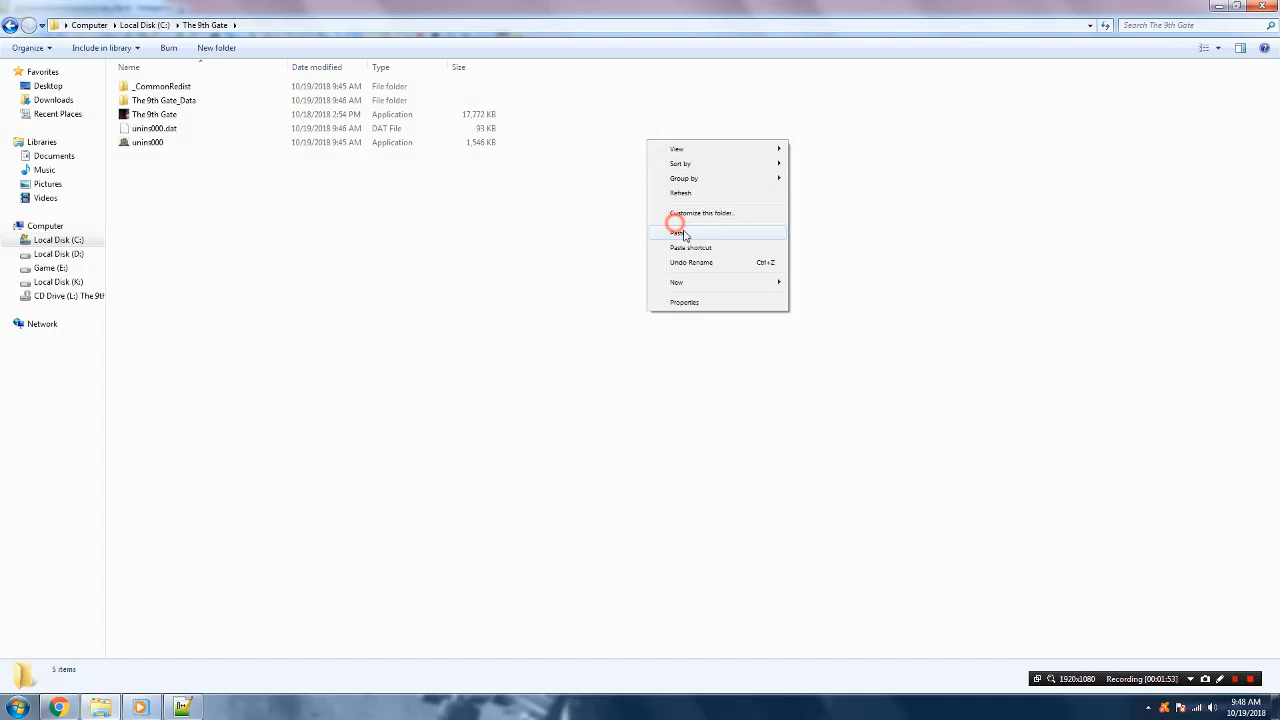 Computer ▸ Local Disk (C:) ▸ The 9th Gate ▸
Search The 9th Gate
Organize Include in library Burn New folder
Name Date modified Type Size
Favorites
Desktop
Downloads
Recent Places
Libraries
Documents
Music
Pictures
Videos
Computer
Local Disk (C:)
Local Disk (D:)
Game (E:)
Local Disk (K:)
CD Drive (L:) The 9th
Network
_CommonRedist 10/19/2018 9:45 AM File folder
The 9th Gate_Data 10/19/2018 9:46 AM File folder
The 9th Gate 10/18/2018 2:54 PM Application 17,772 KB
unins000.dat 10/19/2018 9:46 AM DAT File 93 KB
unins000 10/19/2018 9:45 AM Application 1,546 KB
View
Sort by
Group by
Refresh
Customize this folder...
Paste shortcut
Undo Rename Ctrl+Z
New
Properties
5 items
1920x1080 Recording [00:01:53]
9:48 AM
10/19/2018